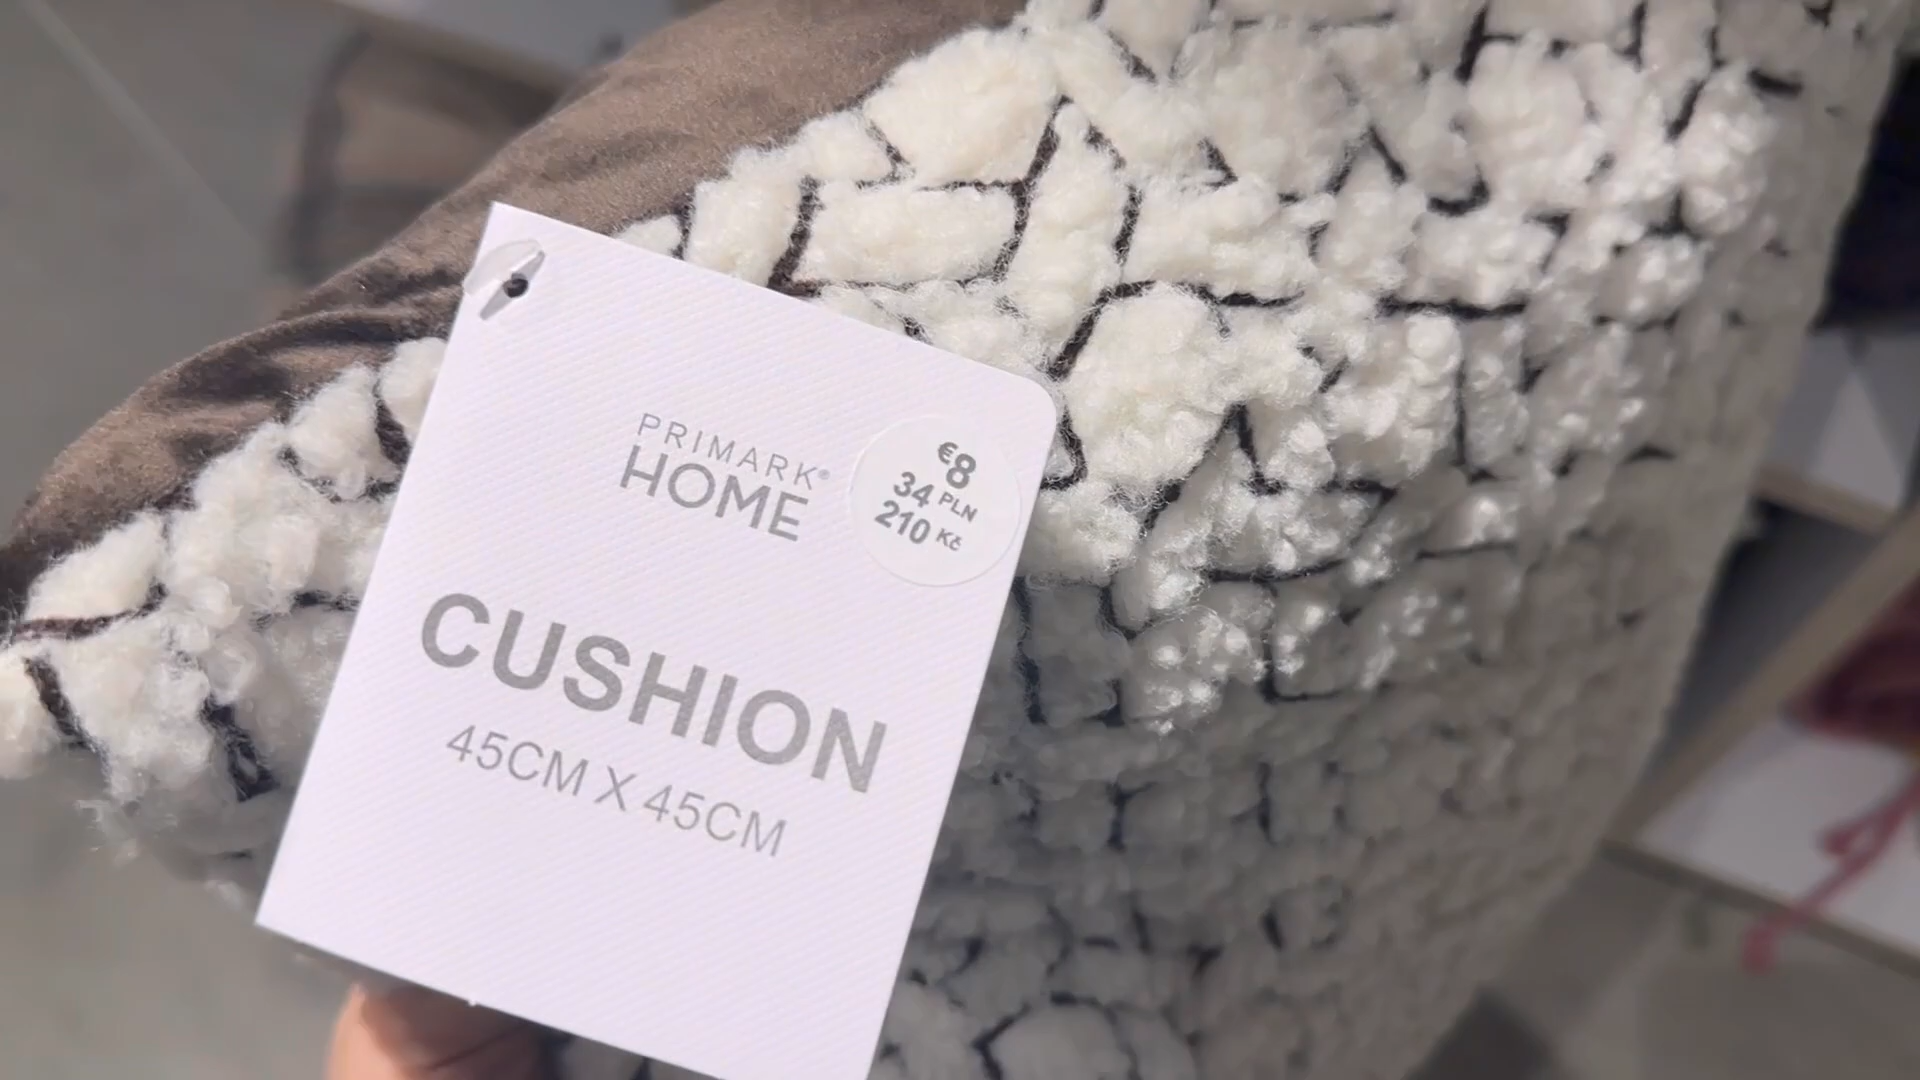 PRIMARK®
HOME
€8
34 PLN
210 Kč
CUSHION
45CM X 45CM